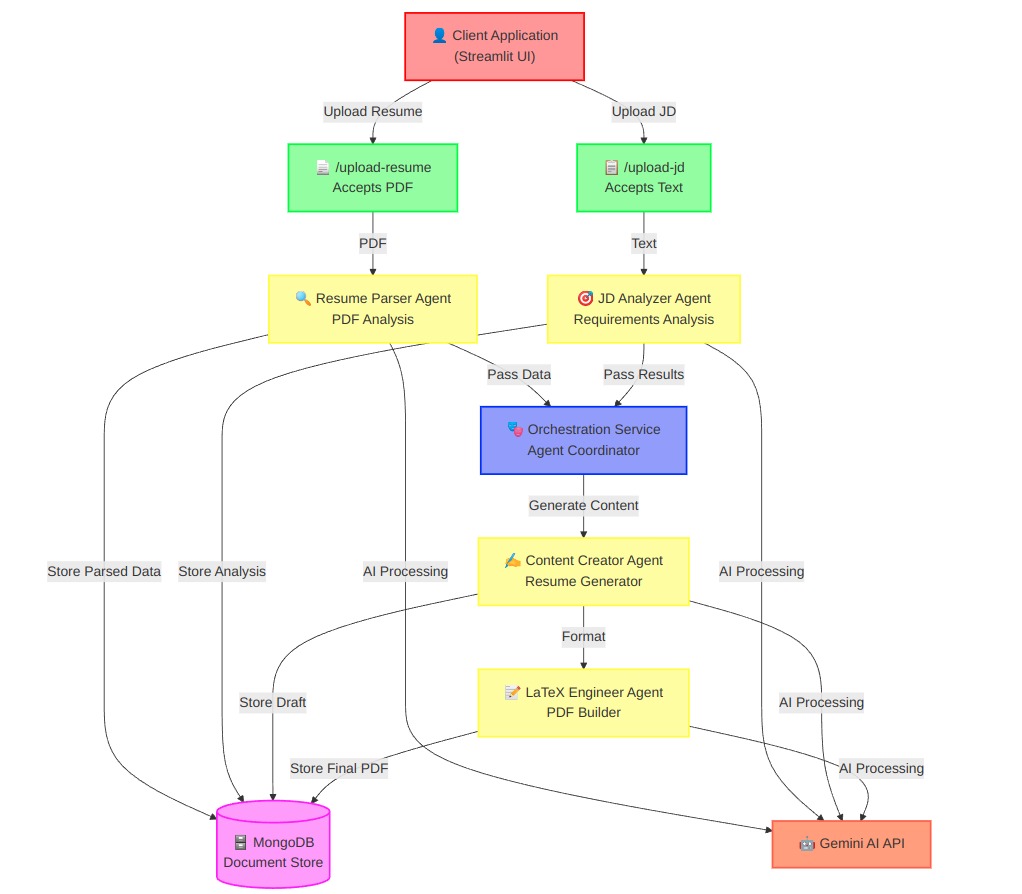 👤 Client Application
(Streamlit UI)
Upload Resume
Upload JD
📄 /upload-resume
Accepts PDF
📋 /upload-jd
Accepts Text
PDF
Text
🔍 Resume Parser Agent
PDF Analysis
🎯 JD Analyzer Agent
Requirements Analysis
Pass Data
Pass Results
🎭 Orchestration Service
Agent Coordinator
Generate Content
✍️ Content Creator Agent
Resume Generator
Store Parsed Data
Store Analysis
AI Processing
AI Processing
Format
📝 LaTeX Engineer Agent
PDF Builder
Store Draft
AI Processing
Store Final PDF
AI Processing
🗄️ MongoDB
Document Store
🤖 Gemini AI API